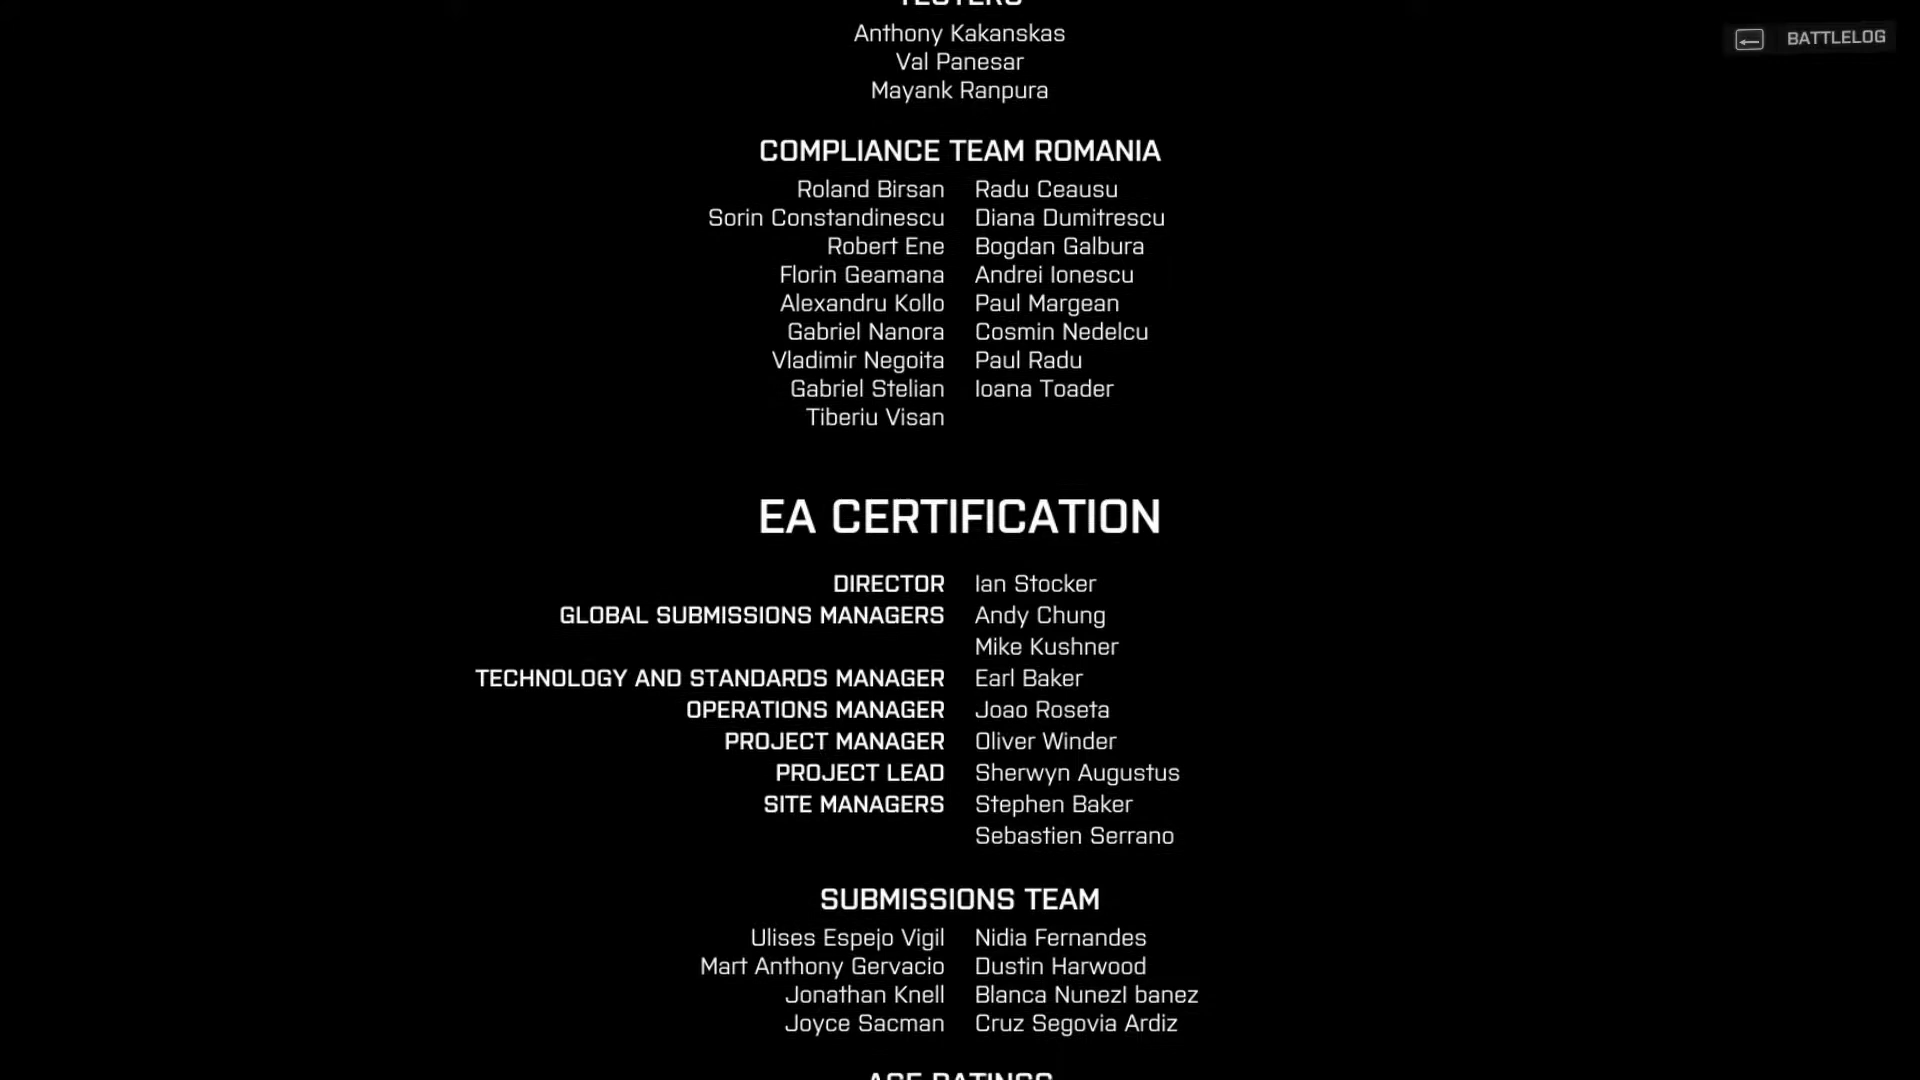 TESTERS
BATTLELOG
Anthony Kakanskas
Val Panesar
Mayank Ranpura
COMPLIANCE TEAM ROMANIA
Roland Birsan Radu Ceausu
Sorin Constandinescu Diana Dumitrescu
Robert Ene Bogdan Galbura
Florin Geamana Andrei Ionescu
Alexandru Kollo Paul Margean
Gabriel Nanora Cosmin Nedelcu
Vladimir Negoita Paul Radu
Gabriel Stelian Ioana Toader
Tiberiu Visan
EA CERTIFICATION
DIRECTOR Ian Stocker
GLOBAL SUBMISSIONS MANAGERS Andy Chung
Mike Kushner
TECHNOLOGY AND STANDARDS MANAGER Earl Baker
OPERATIONS MANAGER Joao Roseta
PROJECT MANAGER Oliver Winder
PROJECT LEAD Sherwyn Augustus
SITE MANAGERS Stephen Baker
Sebastien Serrano
SUBMISSIONS TEAM
Ulises Espejo Vigil Nidia Fernandes
Mart Anthony Gervacio Dustin Harwood
Jonathan Knell Blanca NunezI banez
Joyce Sacman Cruz Segovia Ardiz
AGE RATINGS